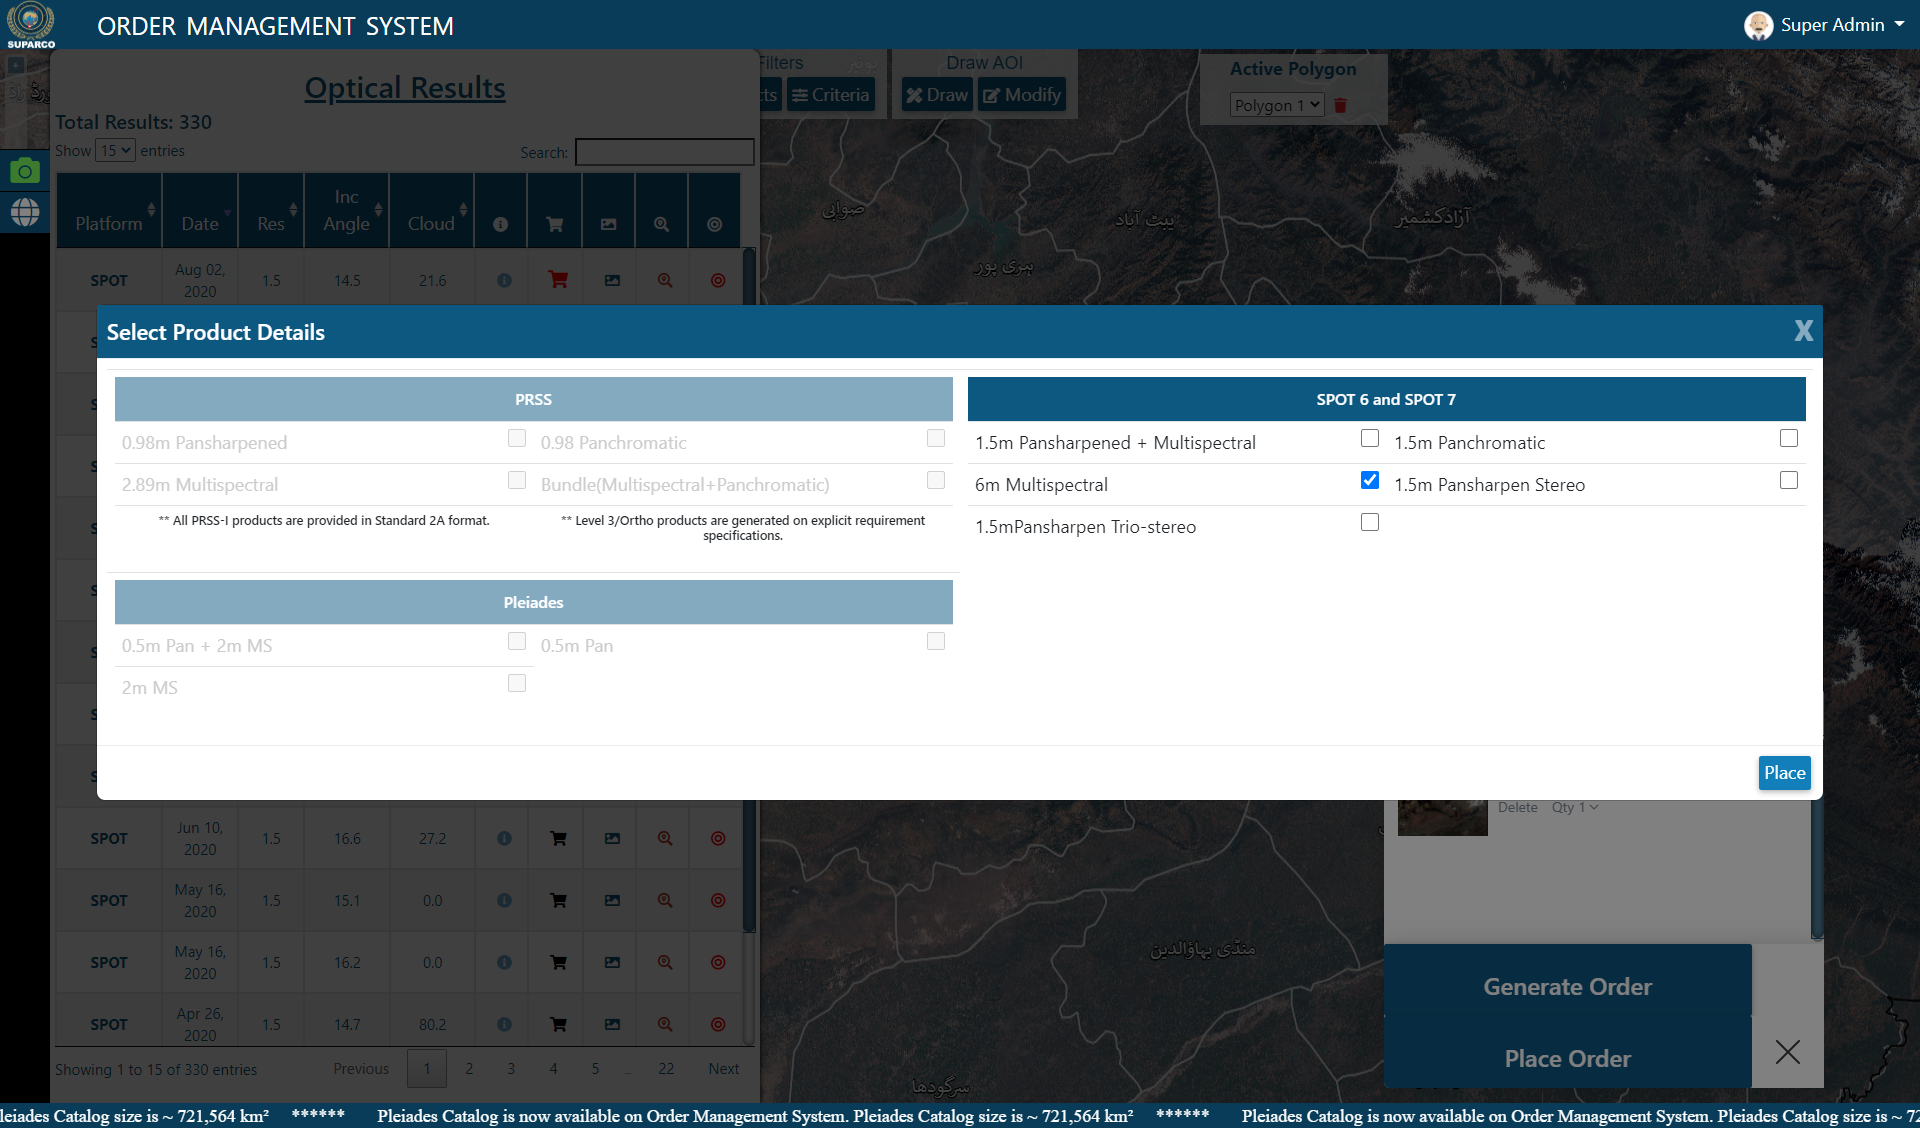 SUPARCO
ORDER MANAGEMENT SYSTEM
Super Admin
Optical Results
Filters
Criteria
Draw AOI
Draw
Modify
Active Polygon
Polygon 1
Total Results: 330
Show 15 entries
Search:
Platform Date Res Inc Angle Cloud
SPOT Aug 02, 2020 1.5 14.5 21.6
صوابی
آزادکشمیر
ہری پور
Select Product Details
X
PRSS
0.98m Pansharpened
0.98 Panchromatic
2.89m Multispectral
Bundle(Multispectral+Panchromatic)
** All PRSS-I products are provided in Standard 2A format.
** Level 3/Ortho products are generated on explicit requirement
specifications.
SPOT 6 and SPOT 7
1.5m Pansharpened + Multispectral
1.5m Panchromatic
6m Multispectral
1.5m Pansharpen Stereo
1.5mPansharpen Trio-stereo
Pleiades
0.5m Pan + 2m MS
0.5m Pan
2m MS
Place
Delete Qty 1
SPOT Jun 10, 2020 1.5 16.6 27.2
SPOT May 16, 2020 1.5 15.1 0.0
SPOT May 16, 2020 1.5 16.2 0.0
SPOT Apr 26, 2020 1.5 14.7 80.2
منڈی بہاؤالدین
سرگودها
Generate Order
Place Order
Showing 1 to 15 of 330 entries
Previous 1 2 3 4 5 … 22 Next
leiades Catalog size is ~ 721,564 km² ****** Pleiades Catalog is now available on Order Management System. Pleiades Catalog size is ~ 721,564 km² ****** Pleiades Catalog is now available on Order Management System. Pleiades Catalog size is ~ 72